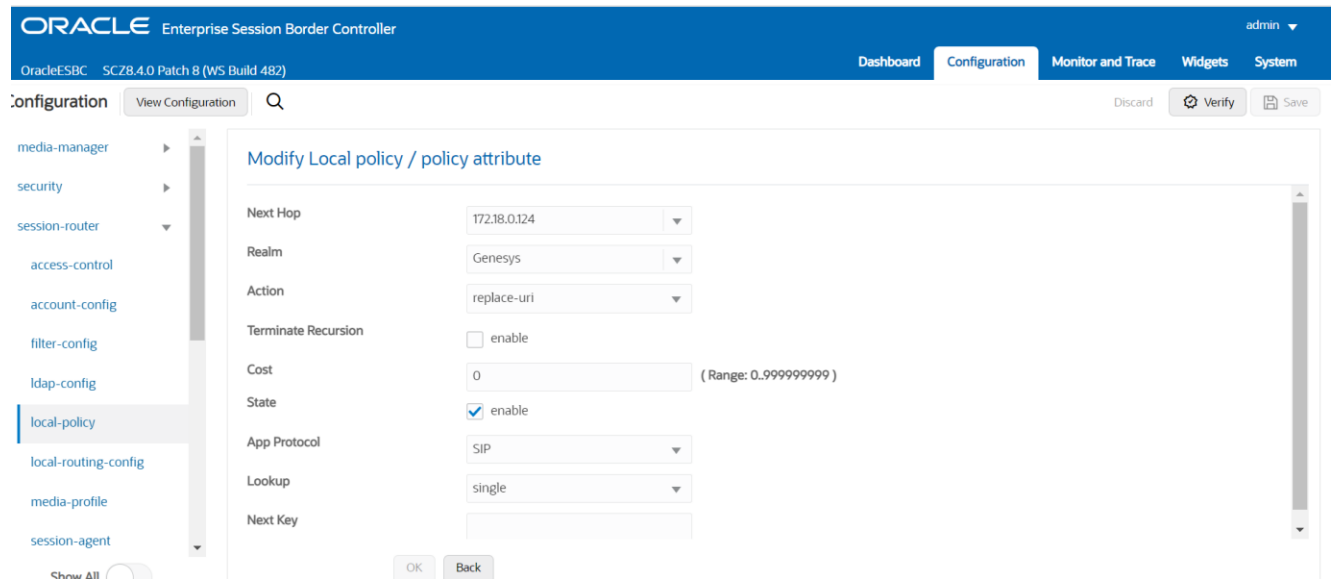 ORACLE Enterprise Session Border Controller
admin
OracleESBC SCZ8.4.0 Patch 8 (WS Build 482)
Dashboard Configuration Monitor and Trace Widgets System
Configuration View Configuration Discard Verify Save
media-manager
security
session-router
access-control
account-config
filter-config
ldap-config
local-policy
local-routing-config
media-profile
session-agent
Show All
Modify Local policy / policy attribute
Next Hop 172.18.0.124
Realm Genesys
Action replace-uri
Terminate Recursion enable
Cost 0 ( Range: 0..999999999 )
State enable
App Protocol SIP
Lookup single
Next Key
OK Back